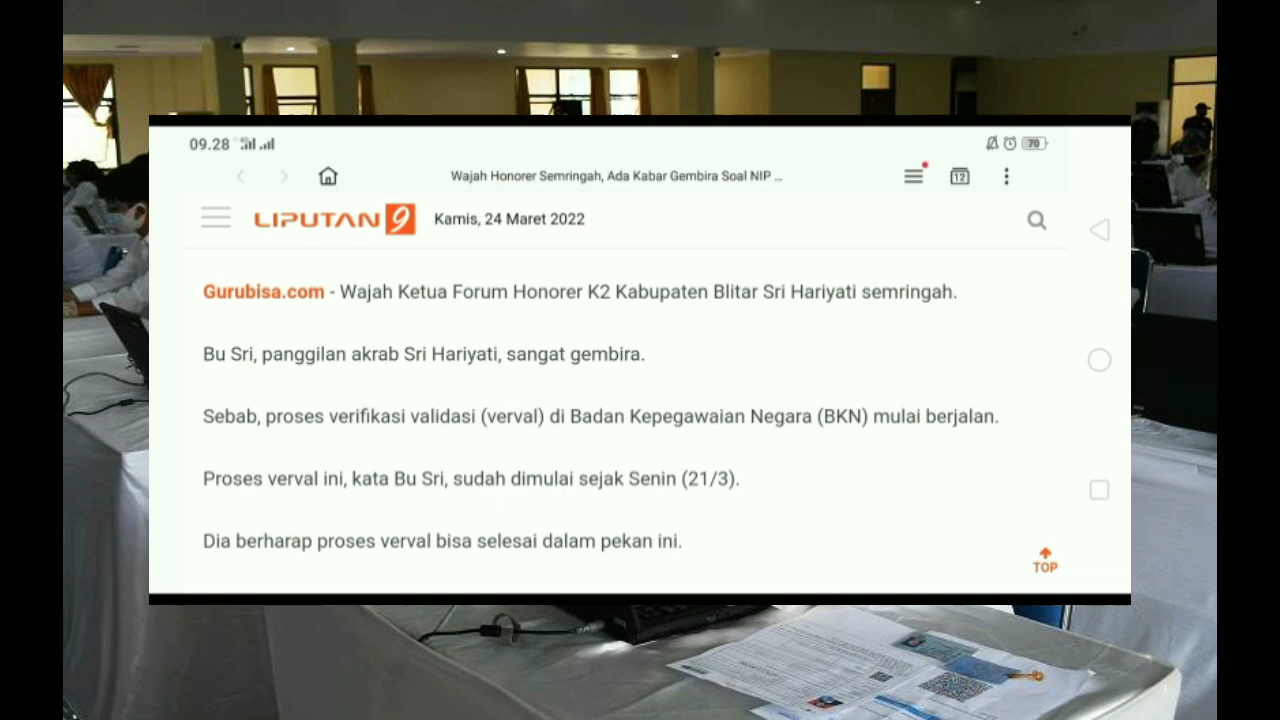 09.28
70
Wajah Honorer Semringah, Ada Kabar Gembira Soal NIP ...
12
LIPUTAN 9 Kamis, 24 Maret 2022
Gurubisa.com - Wajah Ketua Forum Honorer K2 Kabupaten Blitar Sri Hariyati semringah.
Bu Sri, panggilan akrab Sri Hariyati, sangat gembira.
Sebab, proses verifikasi validasi (verval) di Badan Kepegawaian Negara (BKN) mulai berjalan.
Proses verval ini, kata Bu Sri, sudah dimulai sejak Senin (21/3).
Dia berharap proses verval bisa selesai dalam pekan ini.
TOP